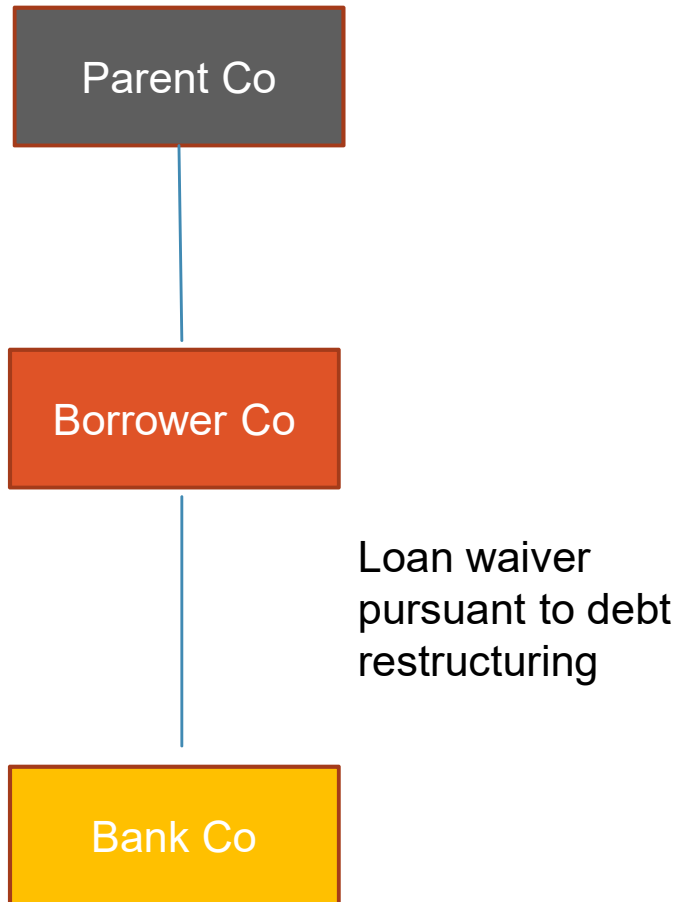 Parent Co
Borrower Co
Loan waiver
pursuant to debt
restructuring
Bank Co